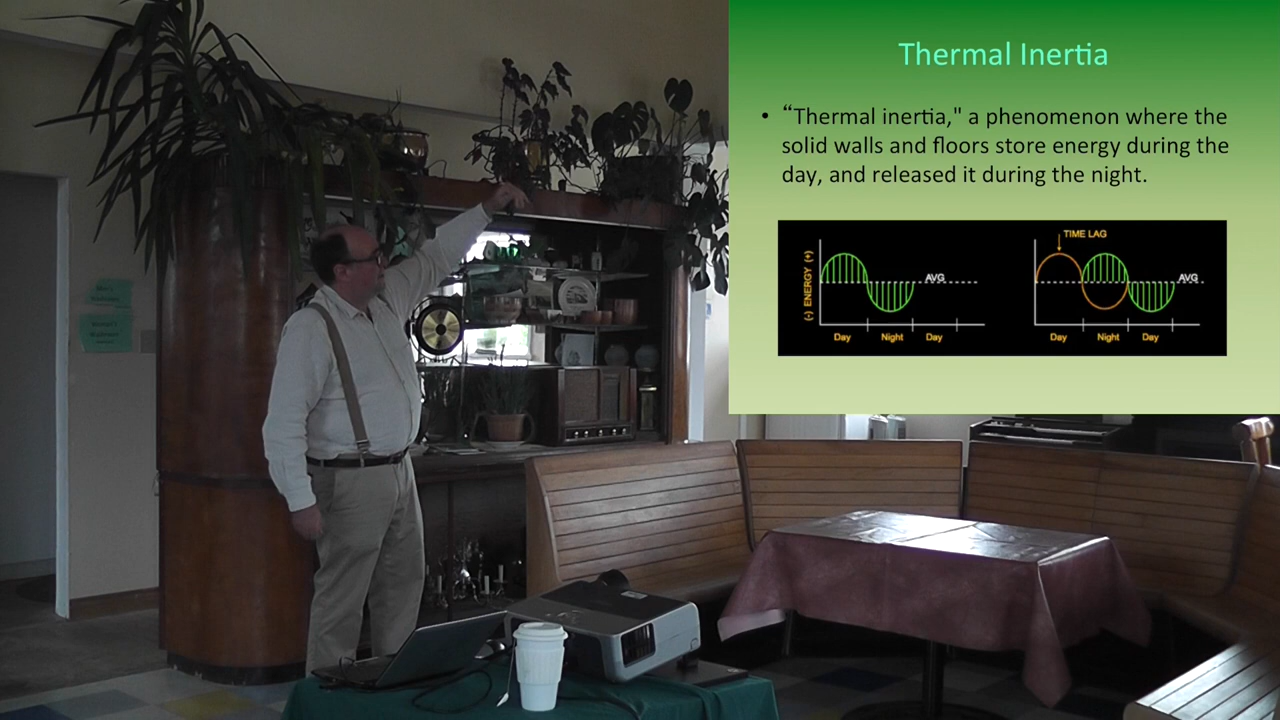 Thermal Inertia
• “Thermal inertia," a phenomenon where the
solid walls and floors store energy during the
day, and released it during the night.
TIME LAG
(-) ENERGY (+)
AVG
AVG
Day Night Day
Day Night Day